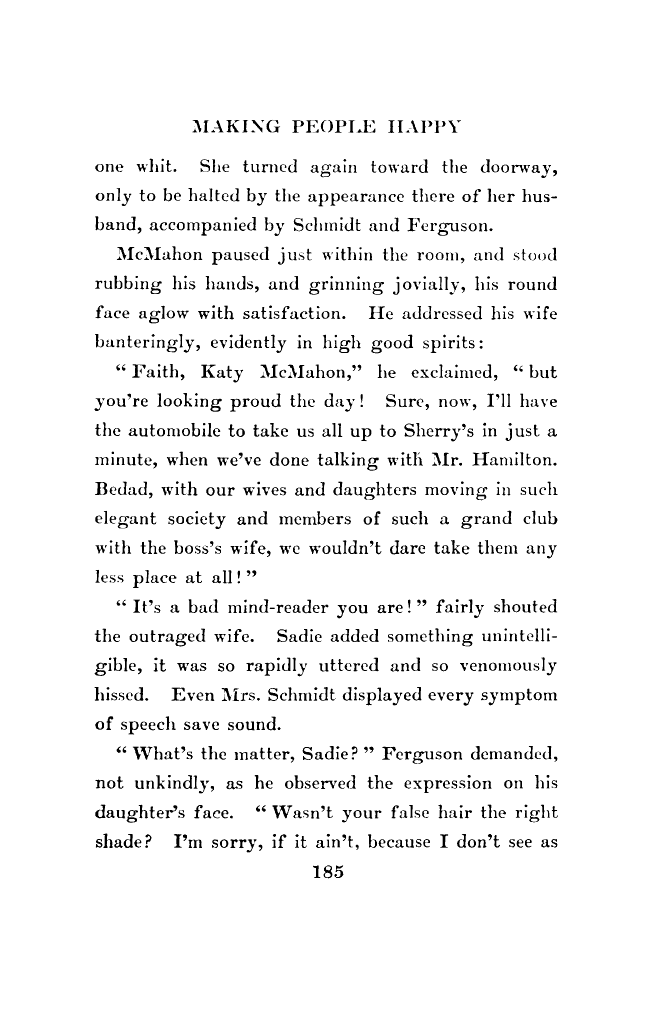 MAKING PEOPLE HAPPY
one whit. She turned again toward the doorway,
only to be halted by the appearance there of her hus-
band, accompanied by Schmidt and Ferguson.
McMahon paused just within the room, and stood
rubbing his hands, and grinning jovially, his round
face aglow with satisfaction. He addressed his wife
banteringly, evidently in high good spirits:
“Faith, Katy McMahon,” he exclaimed, “but
you're looking proud the day! Sure, now, I'll have
the automobile to take us all up to Sherry's in just a
minute, when we've done talking with Mr. Hamilton.
Bedad, with our wives and daughters moving in such
elegant society and members of such a grand club
with the boss's wife, we wouldn't dare take them any
less place at all!”
“It's a bad mind-reader you are!” fairly shouted
the outraged wife. Sadie added something unintelli-
gible, it was so rapidly uttered and so venomously
hissed. Even Mrs. Schmidt displayed every symptom
of speech save sound.
“What's the matter, Sadie?” Ferguson demanded,
not unkindly, as he observed the expression on his
daughter's face. “Wasn't your false hair the right
shade? I'm sorry, if it ain't, because I don't see as
185